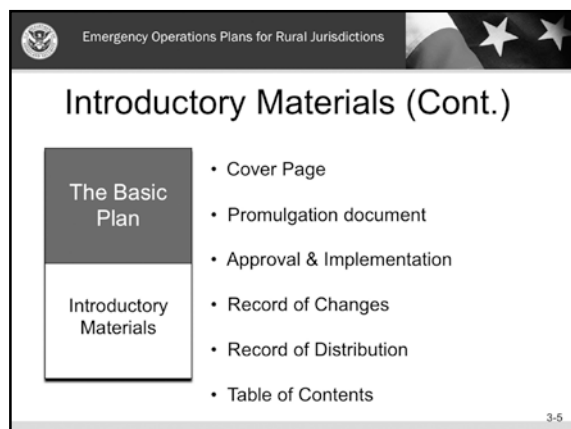 Emergency Operations Plans for Rural Jurisdictions
Introductory Materials (Cont.)
The Basic
Plan
Introductory
Materials
• Cover Page
• Promulgation document
• Approval & Implementation
• Record of Changes
• Record of Distribution
• Table of Contents
3-5